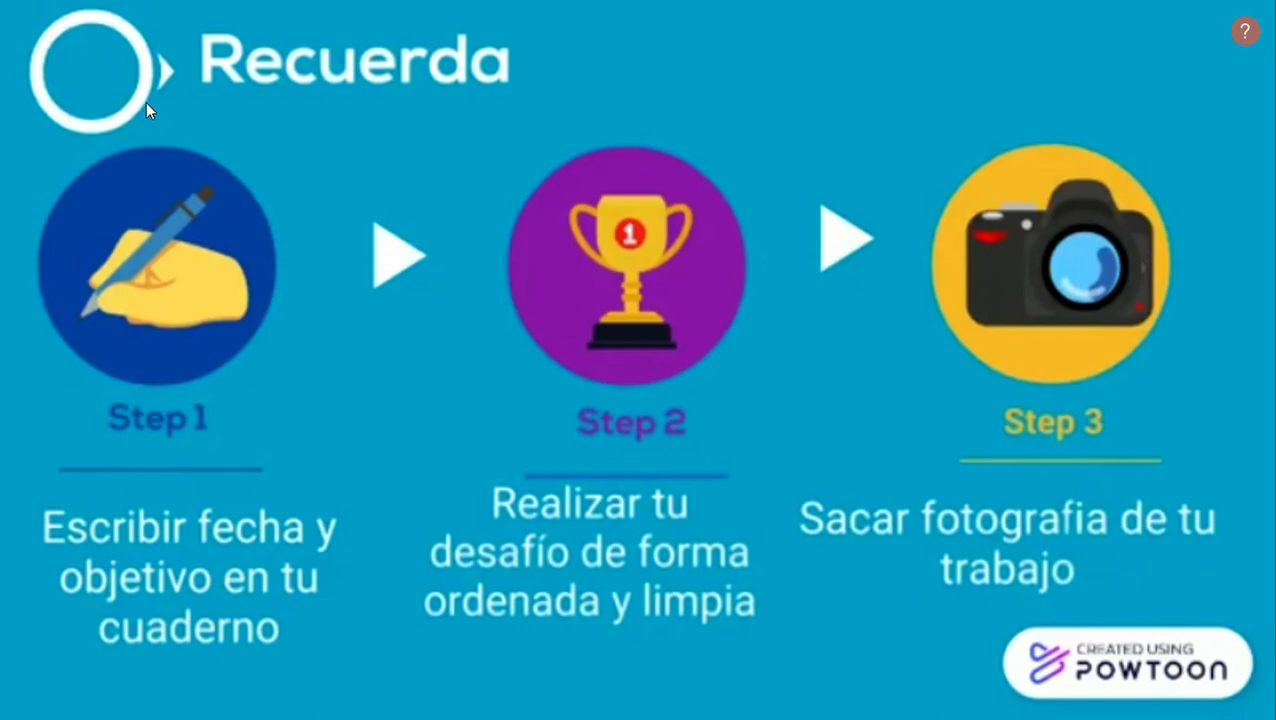 ?
Recuerda
1
Step 1
Step 2
Step 3
Escribir fecha y
objetivo en tu
cuaderno
Realizar tu
desafío de forma
ordenada y limpia
Sacar fotografia de tu
trabajo
CREATED USING
POWTOON